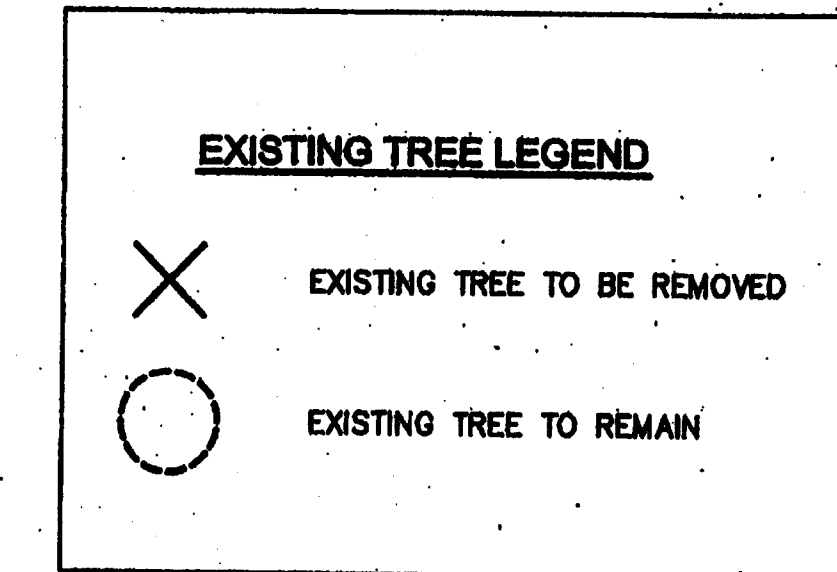 EXISTING TREE LEGEND
EXISTING TREE TO BE REMOVED
EXISTING TREE TO REMAIN